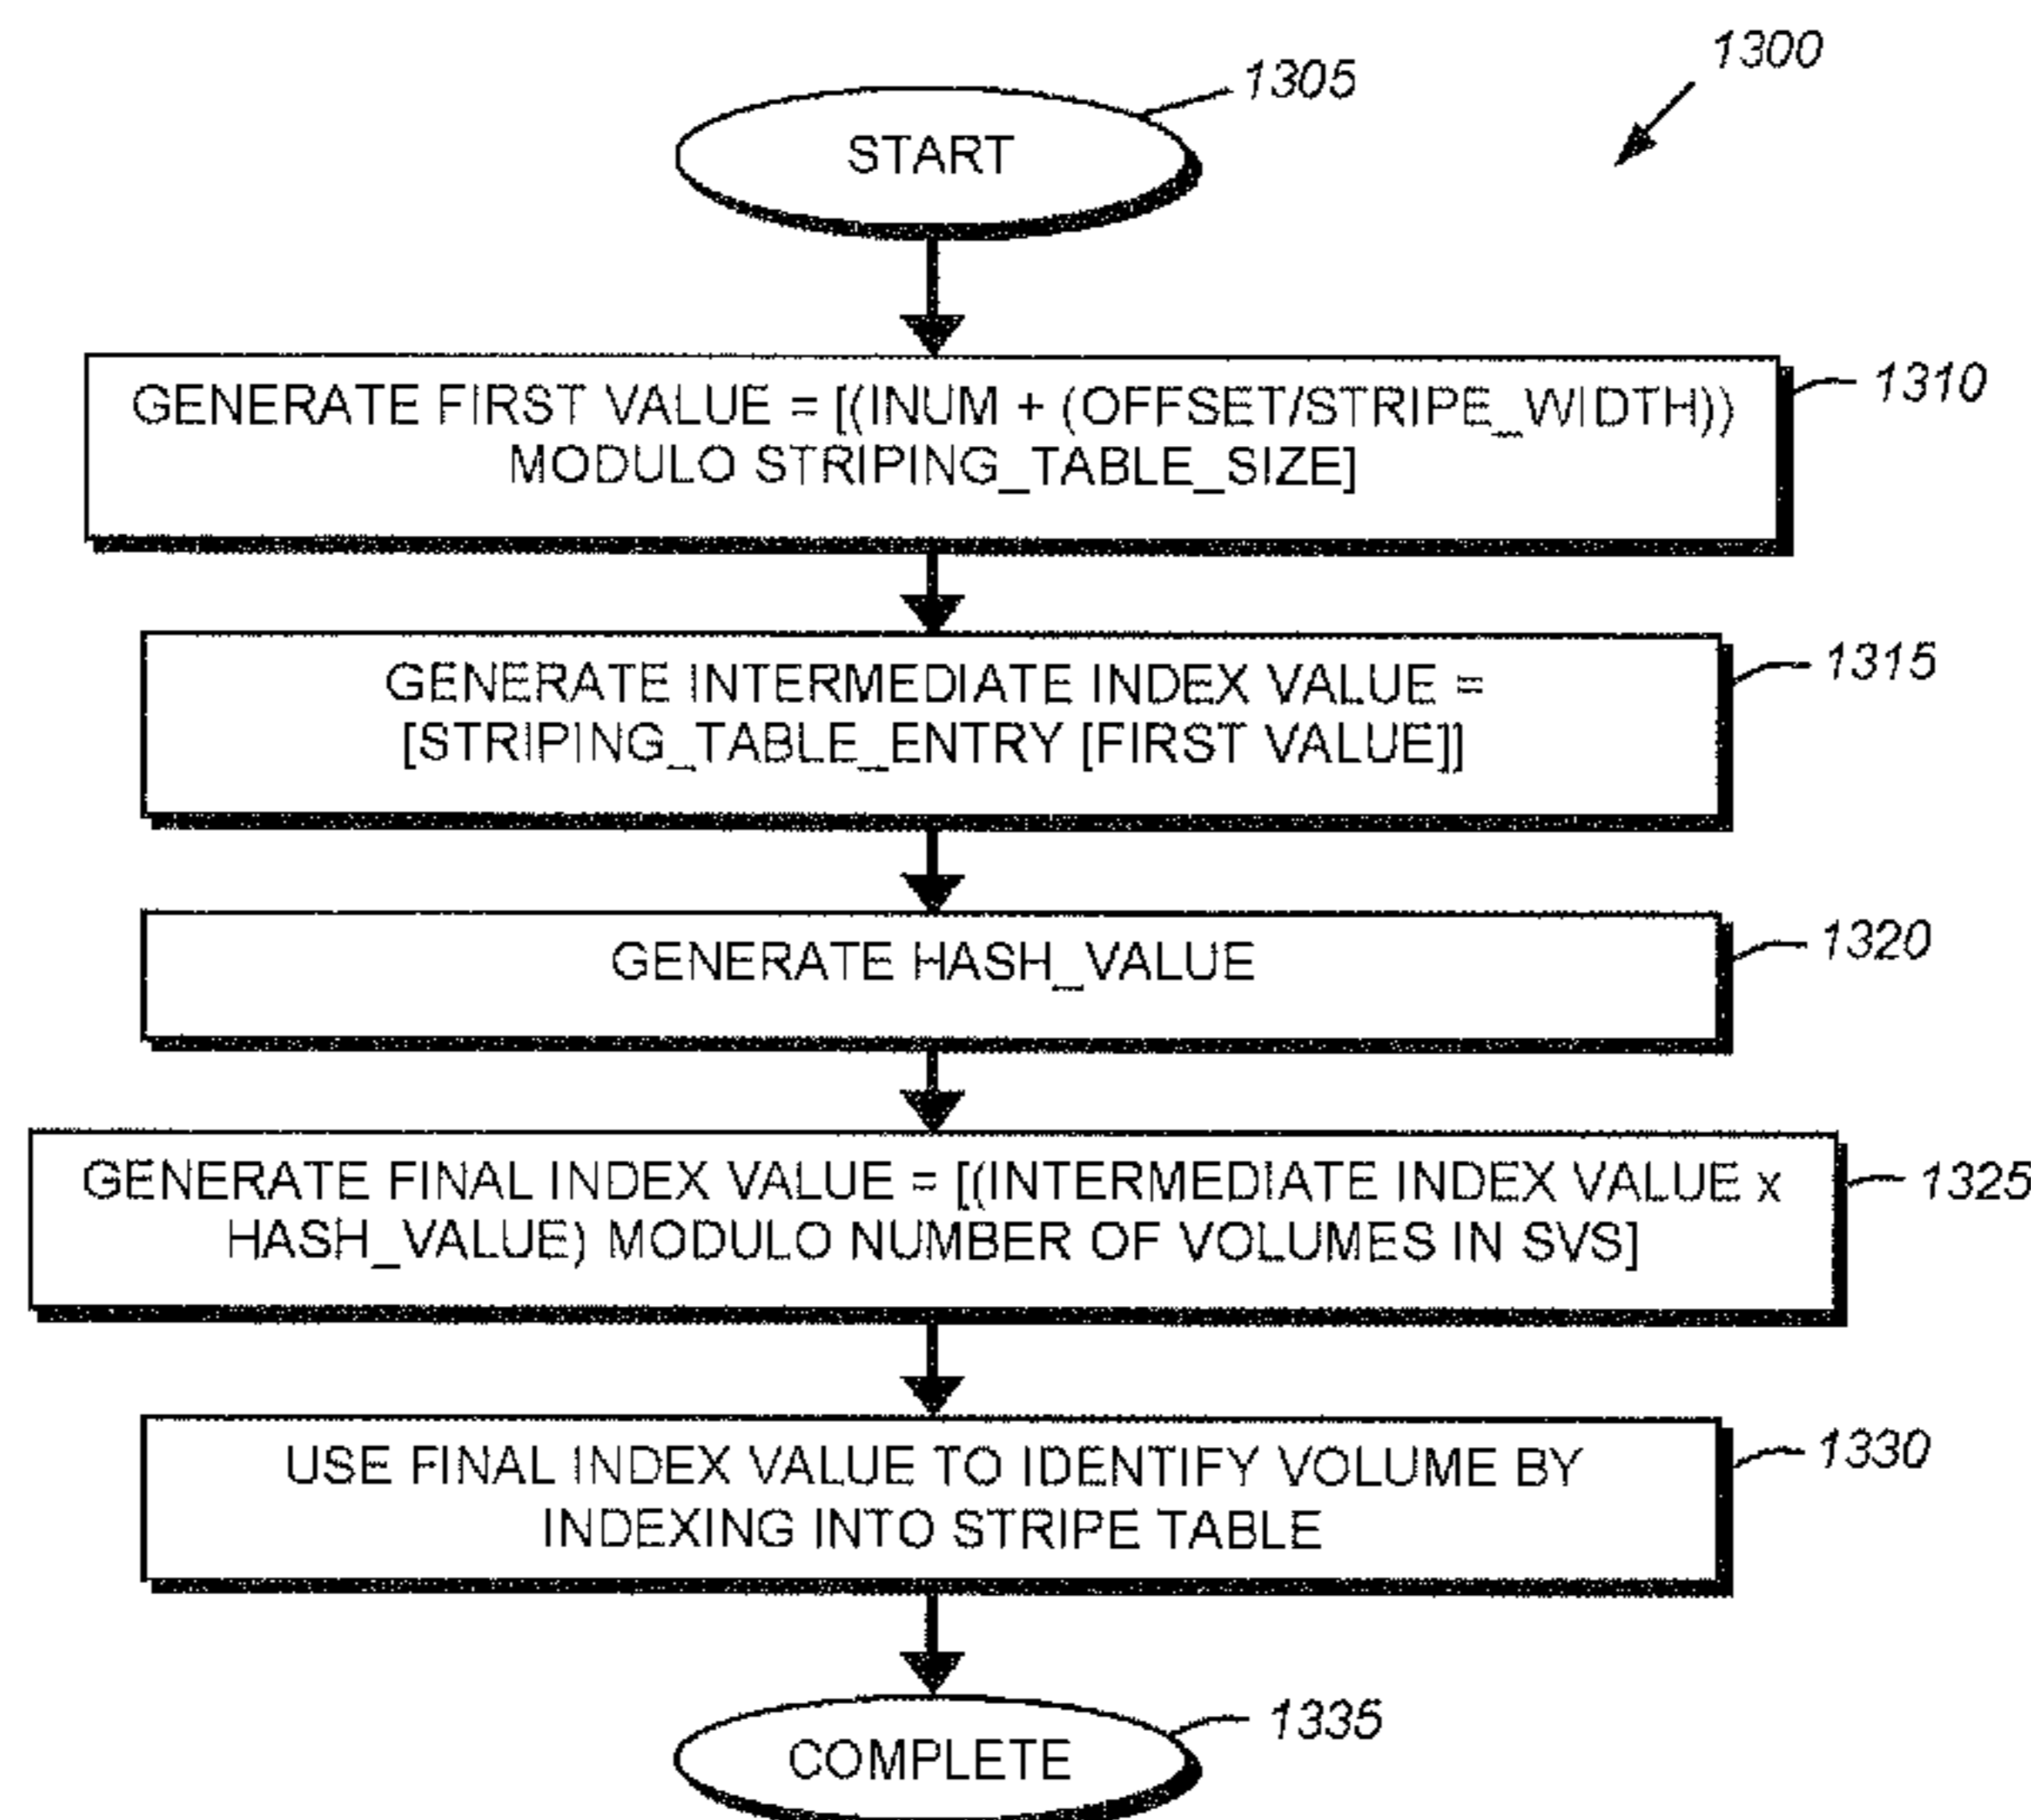 1300
1305
START
1310
GENERATE FIRST VALUE = [(INUM + (OFFSET/STRIPE_WIDTH))
MODULO STRIPING_TABLE_SIZE]
1315
GENERATE INTERMEDIATE INDEX VALUE =
[STRIPING_TABLE_ENTRY [FIRST VALUE]]
1320
GENERATE HASH_VALUE
1325
GENERATE FINAL INDEX VALUE = [(INTERMEDIATE INDEX VALUE x
HASH_VALUE) MODULO NUMBER OF VOLUMES IN SVS]
1330
USE FINAL INDEX VALUE TO IDENTIFY VOLUME BY
INDEXING INTO STRIPE TABLE
1335
COMPLETE